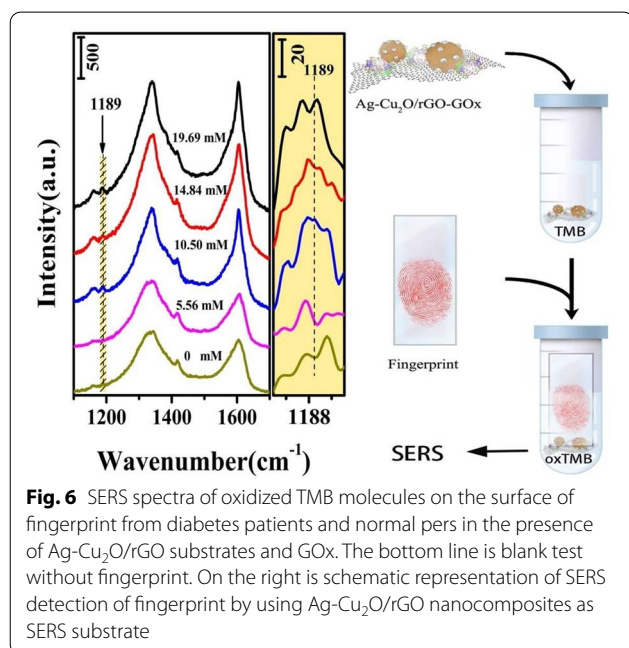 500
20
1189
1189
19.69 mM
14.84 mM
10.50 mM
5.56 mM
0 mM
Intensity(a.u.)
1200 1400 1600
1188
Wavenumber(cm⁻¹)
Ag-Cu₂O/rGO-GOx
TMB
Fingerprint
oxTMB
SERS
Fig. 6 SERS spectra of oxidized TMB molecules on the surface of
fingerprint from diabetes patients and normal pers in the presence
of Ag-Cu₂O/rGO substrates and GOx. The bottom line is blank test
without fingerprint. On the right is schematic representation of SERS
detection of fingerprint by using Ag-Cu₂O/rGO nanocomposites as
SERS substrate